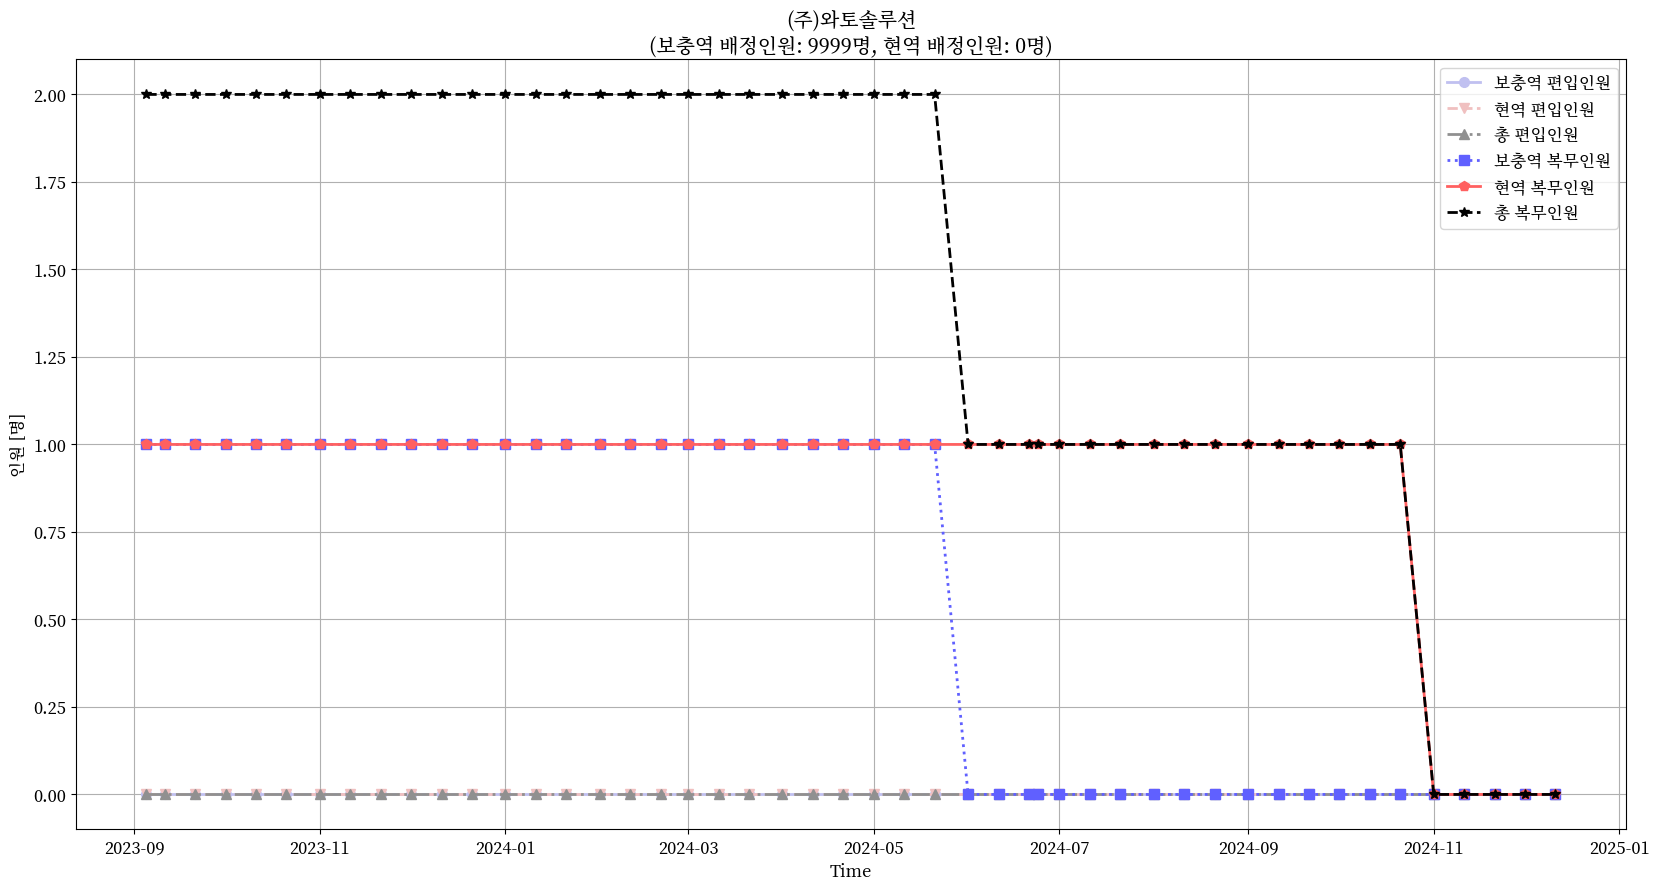 (주)와토솔루션
(보충역 배정인원: 9999명, 현역 배정인원: 0명)
보충역 편입인원
현역 편입인원
총 편입인원
보충역 복무인원
현역 복무인원
총 복무인원
인원 [명]
2.00
1.75
1.50
1.25
1.00
0.75
0.50
0.25
0.00
2023-09
2023-11
2024-01
2024-03
2024-05
2024-07
2024-09
2024-11
2025-01
Time